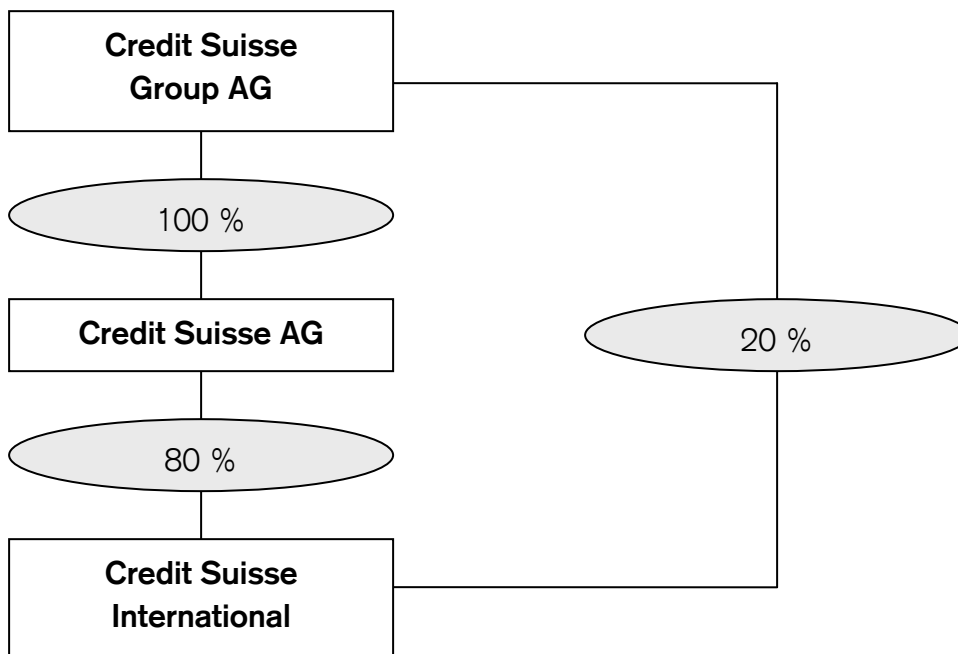 Credit Suisse
Group AG
100 %
Credit Suisse AG
20 %
80 %
Credit Suisse
International